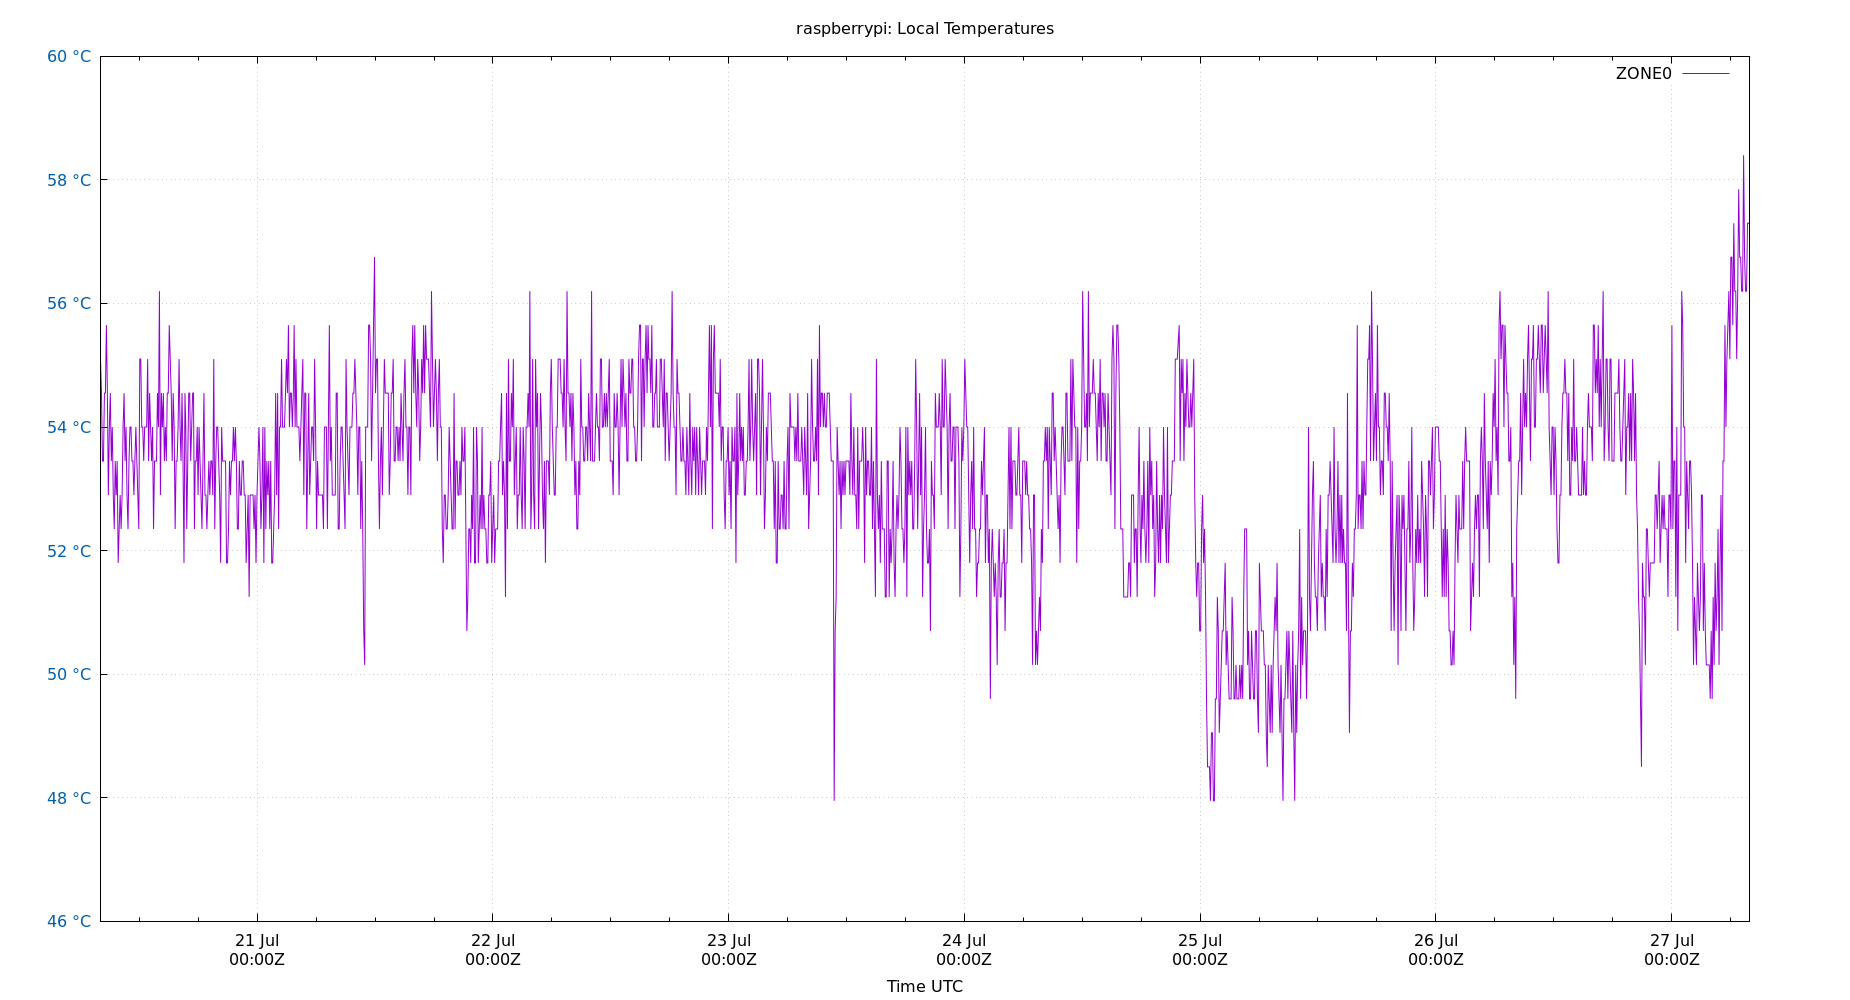 raspberrypi: Local Temperatures
60 °C
ZONE0
58 °C
56 °C
54 °C
52 °C
50 °C
48 °C
46 °C
21 Jul 22 Jul 23 Jul 24 Jul 25 Jul 26 Jul 27 Jul
00:00Z 00:00Z 00:00Z 00:00Z 00:00Z 00:00Z 00:00Z
Time UTC